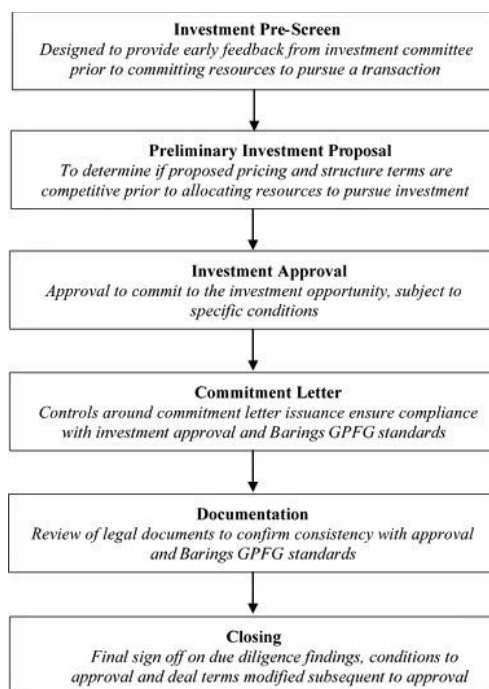 Investment Pre-Screen
Designed to provide early feedback from investment committee
prior to committing resources to pursue a transaction
Preliminary Investment Proposal
To determine if proposed pricing and structure terms are
competitive prior to allocating resources to pursue investment
Investment Approval
Approval to commit to the investment opportunity, subject to
specific conditions
Commitment Letter
Controls around commitment letter issuance ensure compliance
with investment approval and Barings GPFG standards
Documentation
Review of legal documents to confirm consistency with approval
and Barings GPFG standards
Closing
Final sign off on due diligence findings, conditions to
approval and deal terms modified subsequent to approval